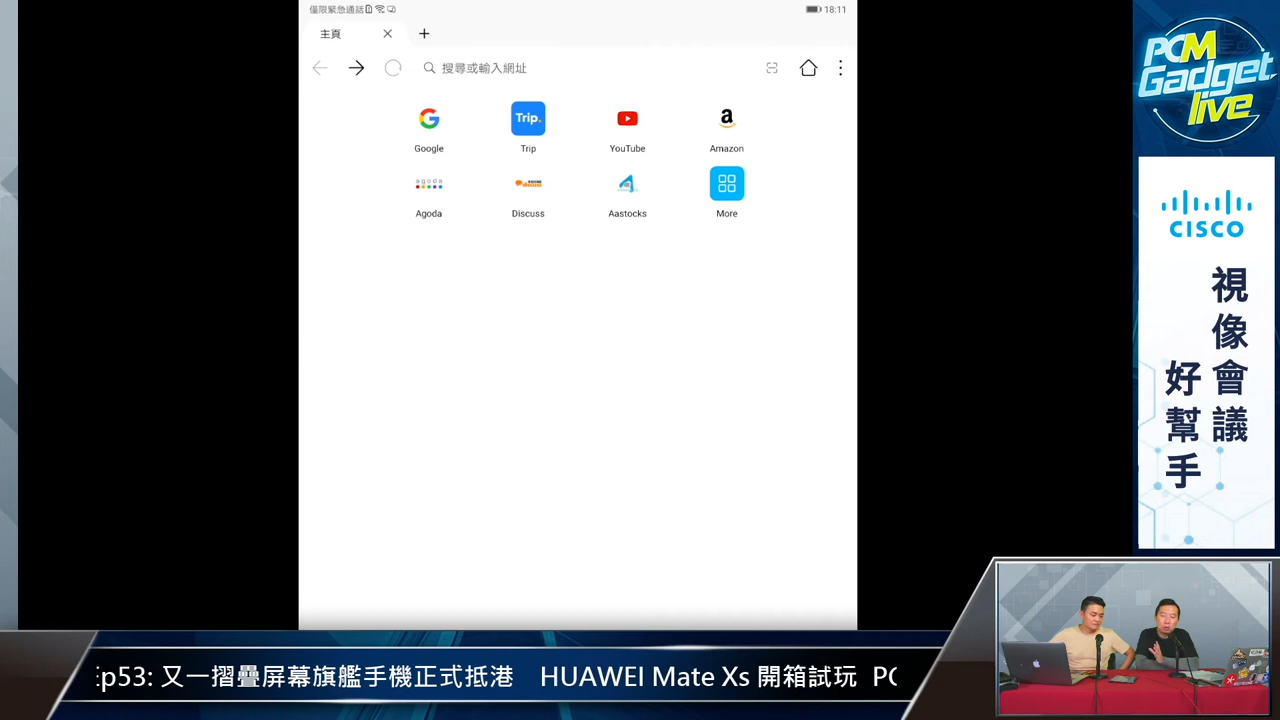 僅限緊急通話
18:11
主頁
搜尋或輸入網址
Google
Trip.
Trip
YouTube
a
Amazon
agoda
Agoda
Discuss
Aastocks
More
PCM
Gadget
live
CISCO
視像會議
好幫手
Ep53: 又一摺疊屏幕旗艦手機正式抵港 HUAWEI Mate Xs 開箱試玩 PC